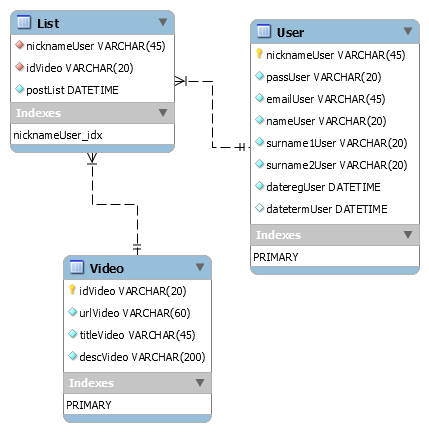 List
nicknameUser VARCHAR(45)
idVideo VARCHAR(20)
postList DATETIME
Indexes
nicknameUser_idx
User
nicknameUser VARCHAR(45)
passUser VARCHAR(20)
emailUser VARCHAR(45)
nameUser VARCHAR(20)
surname1User VARCHAR(20)
surname2User VARCHAR(20)
dateregUser DATETIME
datetermUser DATETIME
Indexes
PRIMARY
Video
idVideo VARCHAR(20)
urlVideo VARCHAR(60)
titleVideo VARCHAR(45)
descVideo VARCHAR(200)
Indexes
PRIMARY